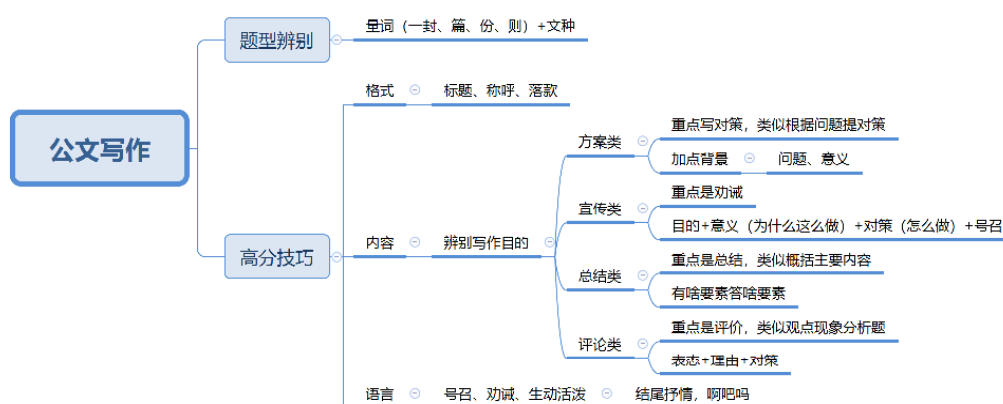 公文写作
题型辨别
量词（一封、篇、份、则）+文种
高分技巧
格式
标题、称呼、落款
内容
辨别写作目的
方案类
重点写对策，类似根据问题提对策
加点背景
问题、意义
宣传类
重点是劝诫
目的+意义（为什么这么做）+对策（怎么做）+号召
总结类
重点是总结，类似概括主要内容
有啥要素答啥要素
评论类
重点是评价，类似观点现象分析题
表态+理由+对策
语言
号召、劝诫、生动活泼
结尾抒情，啊吧吗